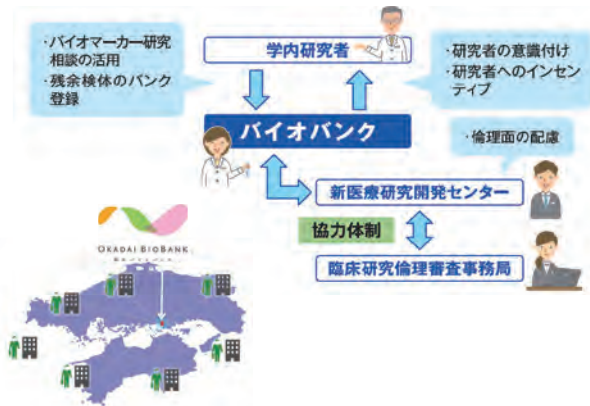 ・バイオマーカー研究
相談の活用
・残余検体のバンク
登録
学内研究者
・研究者の意識付け
・研究者へのインセン
ティブ
バイオバンク
・倫理面の配慮
新医療研究開発センター
協力体制
臨床研究倫理審査事務局
OKADAI BIOBANK